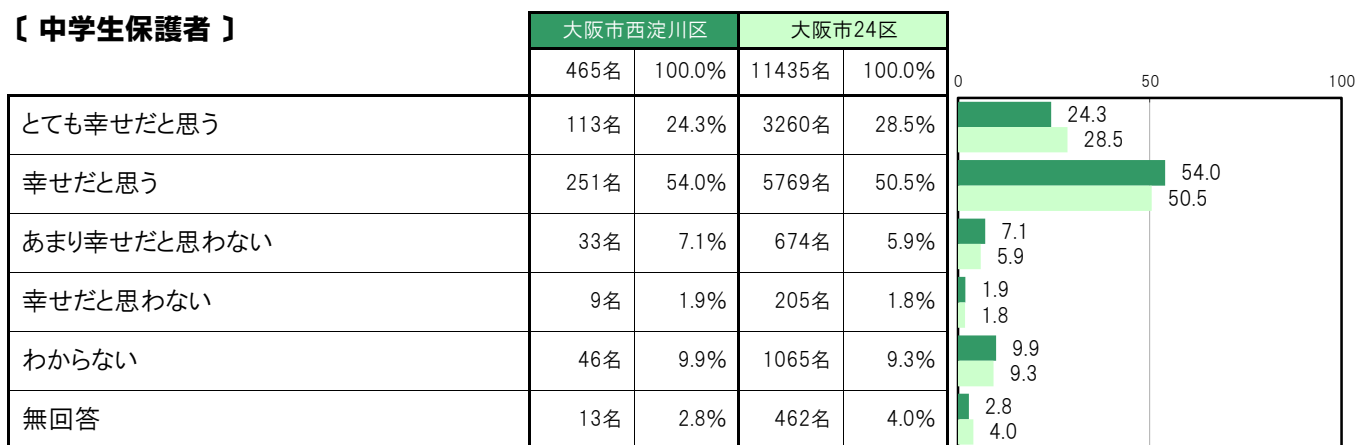 〔 中学生保護者 〕
大阪市西淀川区 大阪市24区
465名 100.0% 11435名 100.0%
0 50 100
とても幸せだと思う 113名 24.3% 3260名 28.5% 24.3
28.5
幸せだと思う 251名 54.0% 5769名 50.5% 54.0
50.5
あまり幸せだと思わない 33名 7.1% 674名 5.9% 7.1
5.9
幸せだと思わない 9名 1.9% 205名 1.8% 1.9
1.8
わからない 46名 9.9% 1065名 9.3% 9.9
9.3
無回答 13名 2.8% 462名 4.0% 2.8
4.0